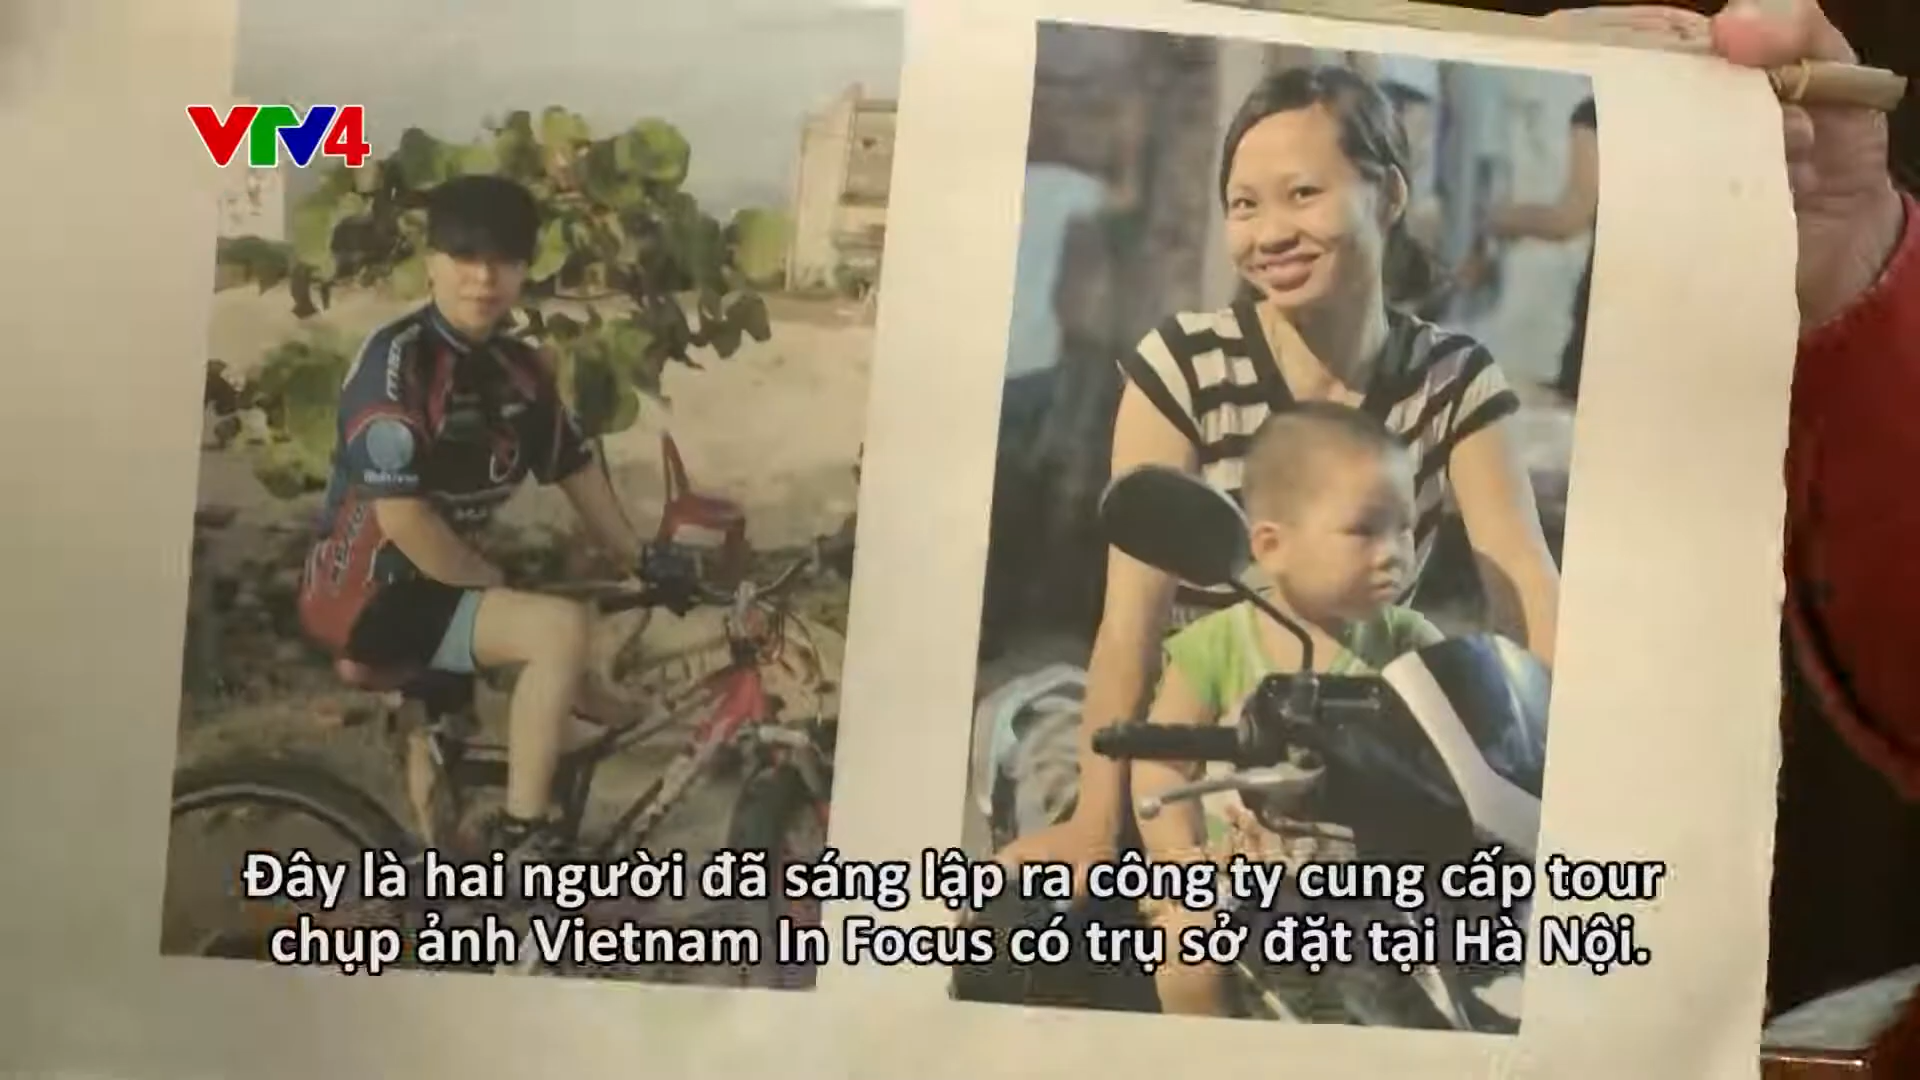 VTV4
Đây là hai người đã sáng lập ra công ty cung cấp tour
chụp ảnh Vietnam In Focus có trụ sở đặt tại Hà Nội.